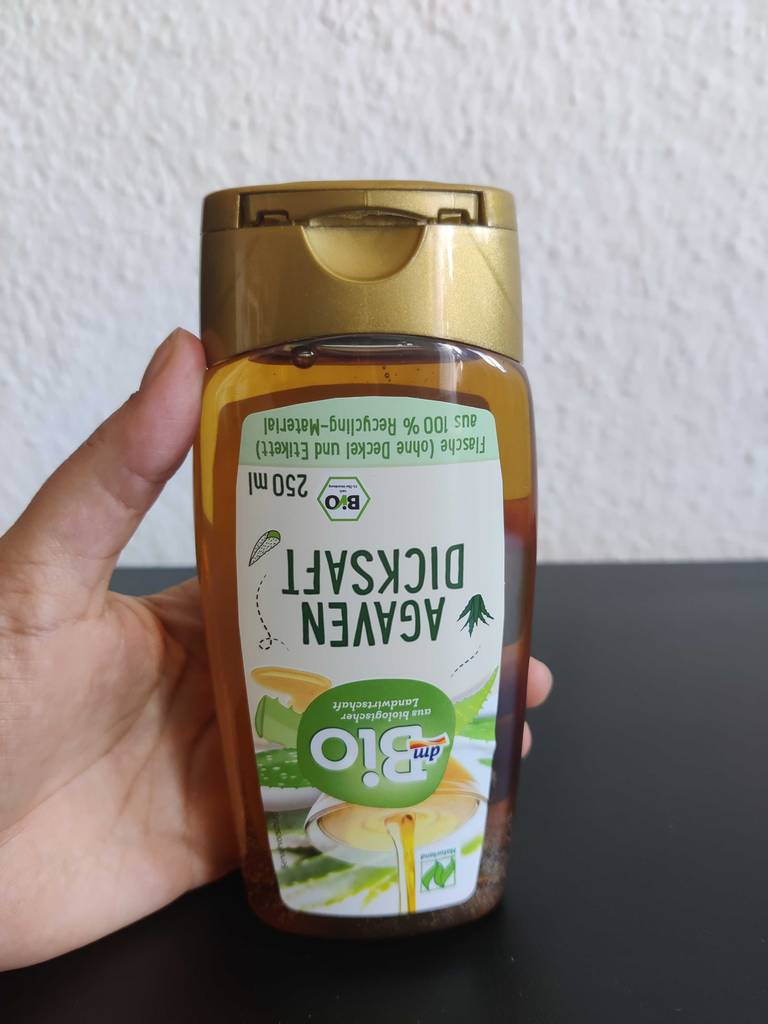 Naturland
dm
Bio
aus biologischer
Landwirtschaft
AGAVEN
DICKSAFT
Bio
250 ml
Flasche (ohne Deckel und Etikett)
aus 100 % Recycling-Material